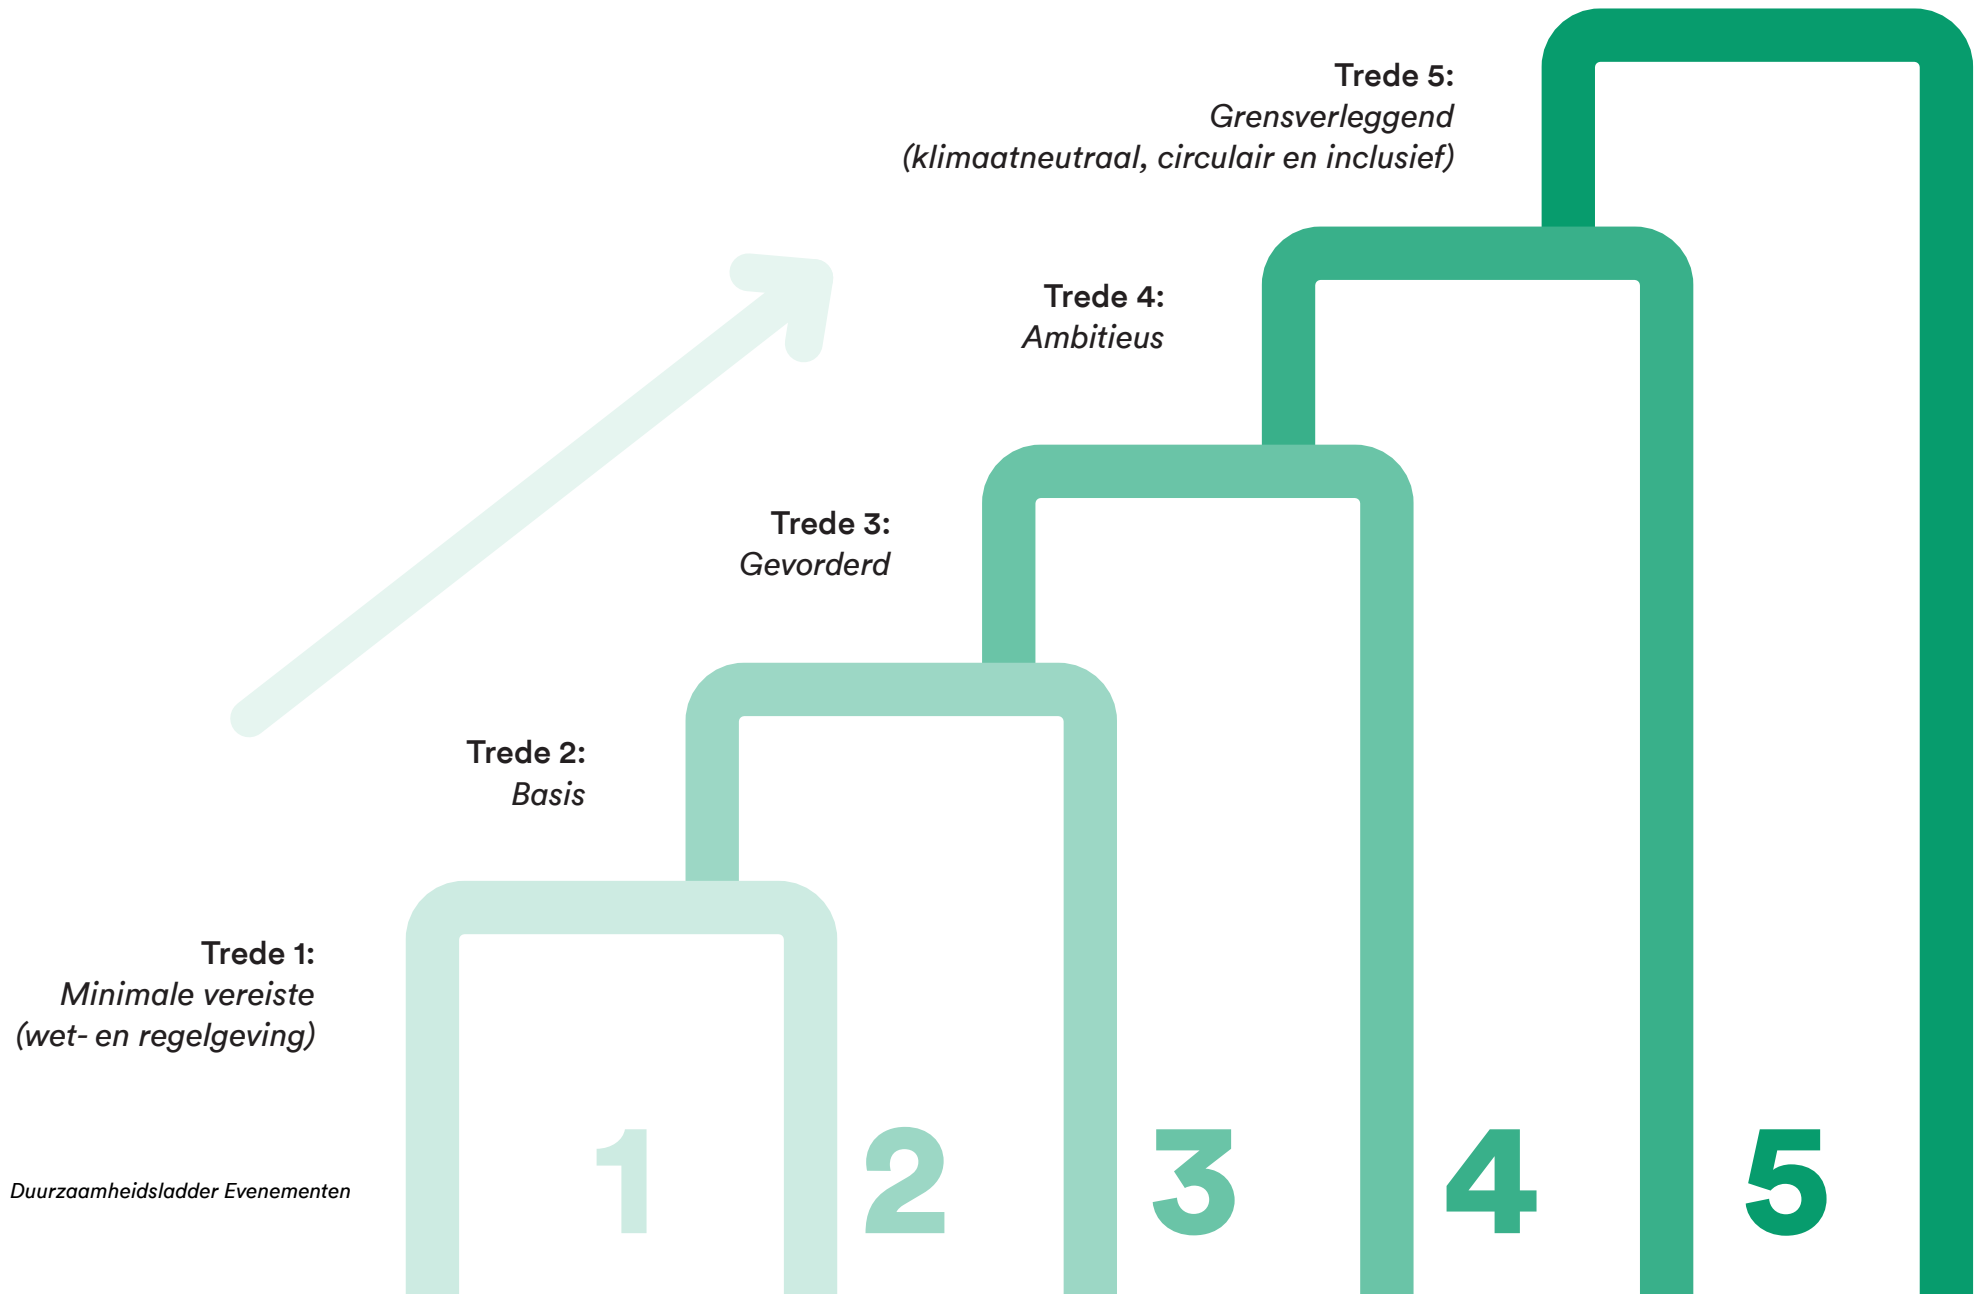 Trede 5:
Grensverleggend
(klimaatneutraal, circulair en inclusief)
Trede 4:
Ambitieus
Trede 3:
Gevorderd
Trede 2:
Basis
Trede 1:
Minimale vereiste
(wet- en regelgeving)
1 2 3 4 5
Duurzaamheidsladder Evenementen